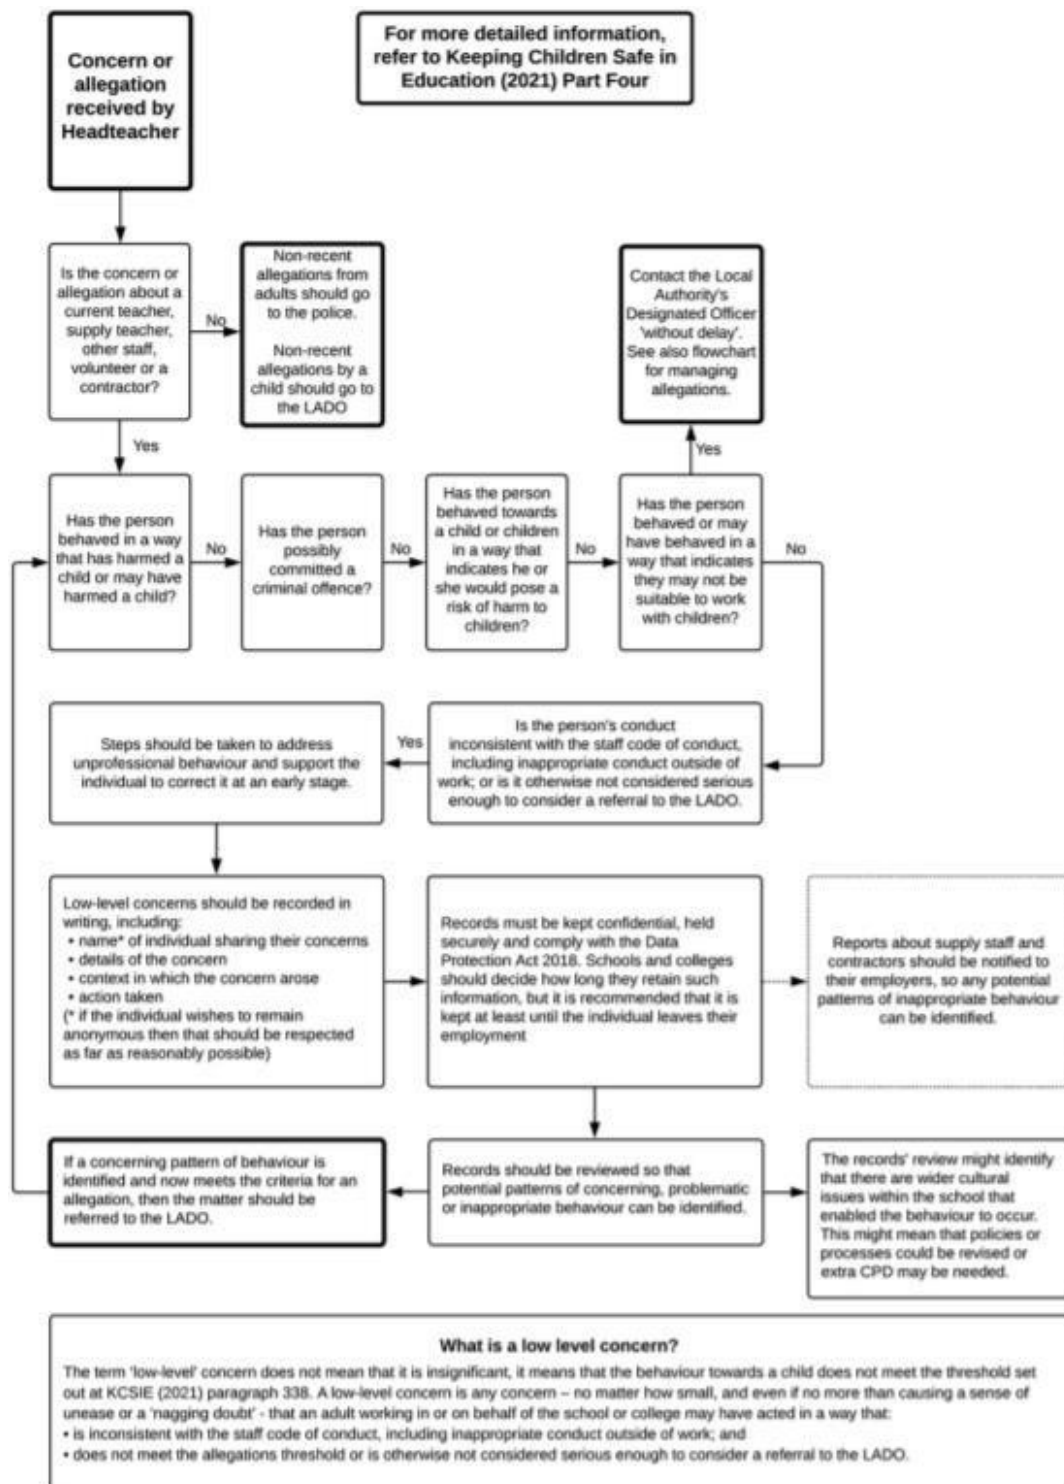 Concern or
allegation
received by
Headteacher
For more detailed information,
refer to Keeping Children Safe in
Education (2021) Part Four
Is the concern or
allegation about a
current teacher,
supply teacher,
other staff,
volunteer or a
contractor?
No
Non-recent
allegations from
adults should go
to the police.
Non-recent
allegations by a
child should go to
the LADO
Contact the Local
Authority's
Designated Officer
'without delay'.
See also flowchart
for managing
allegations.
Yes
Yes
Has the person
behaved in a way
that has harmed a
child or may have
harmed a child?
No
Has the person
possibly
committed a
criminal offence?
No
Has the person
behaved towards
a child or children
in a way that
indicates he or
she would pose a
risk of harm to
children?
No
Has the person
behaved or may
have behaved in a
way that indicates
they may not be
suitable to work
with children?
No
Steps should be taken to address
unprofessional behaviour and support the
individual to correct it at an early stage.
Yes
Is the person's conduct
inconsistent with the staff code of conduct,
including inappropriate conduct outside of
work; or is it otherwise not considered serious
enough to consider a referral to the LADO.
Low-level concerns should be recorded in
writing, including:
• name* of individual sharing their concerns
• details of the concern
• context in which the concern arose
• action taken
(* if the individual wishes to remain
anonymous then that should be respected
as far as reasonably possible)
Records must be kept confidential, held
securely and comply with the Data
Protection Act 2018. Schools and colleges
should decide how long they retain such
information, but it is recommended that it is
kept at least until the individual leaves their
employment
Reports about supply staff and
contractors should be notified to
their employers, so any potential
patterns of inappropriate behaviour
can be identified.
If a concerning pattern of behaviour is
identified and now meets the criteria for an
allegation, then the matter should be
referred to the LADO.
Records should be reviewed so that
potential patterns of concerning, problematic
or inappropriate behaviour can be identified.
The records' review might identify
that there are wider cultural
issues within the school that
enabled the behaviour to occur.
This might mean that policies or
processes could be revised or
extra CPD may be needed.
What is a low level concern?
The term 'low-level' concern does not mean that it is insignificant, it means that the behaviour towards a child does not meet the threshold set
out at KCSIE (2021) paragraph 338. A low-level concern is any concern – no matter how small, and even if no more than causing a sense of
unease or a 'nagging doubt' - that an adult working in or on behalf of the school or college may have acted in a way that:
• is inconsistent with the staff code of conduct, including inappropriate conduct outside of work; and
• does not meet the allegations threshold or is otherwise not considered serious enough to consider a referral to the LADO.